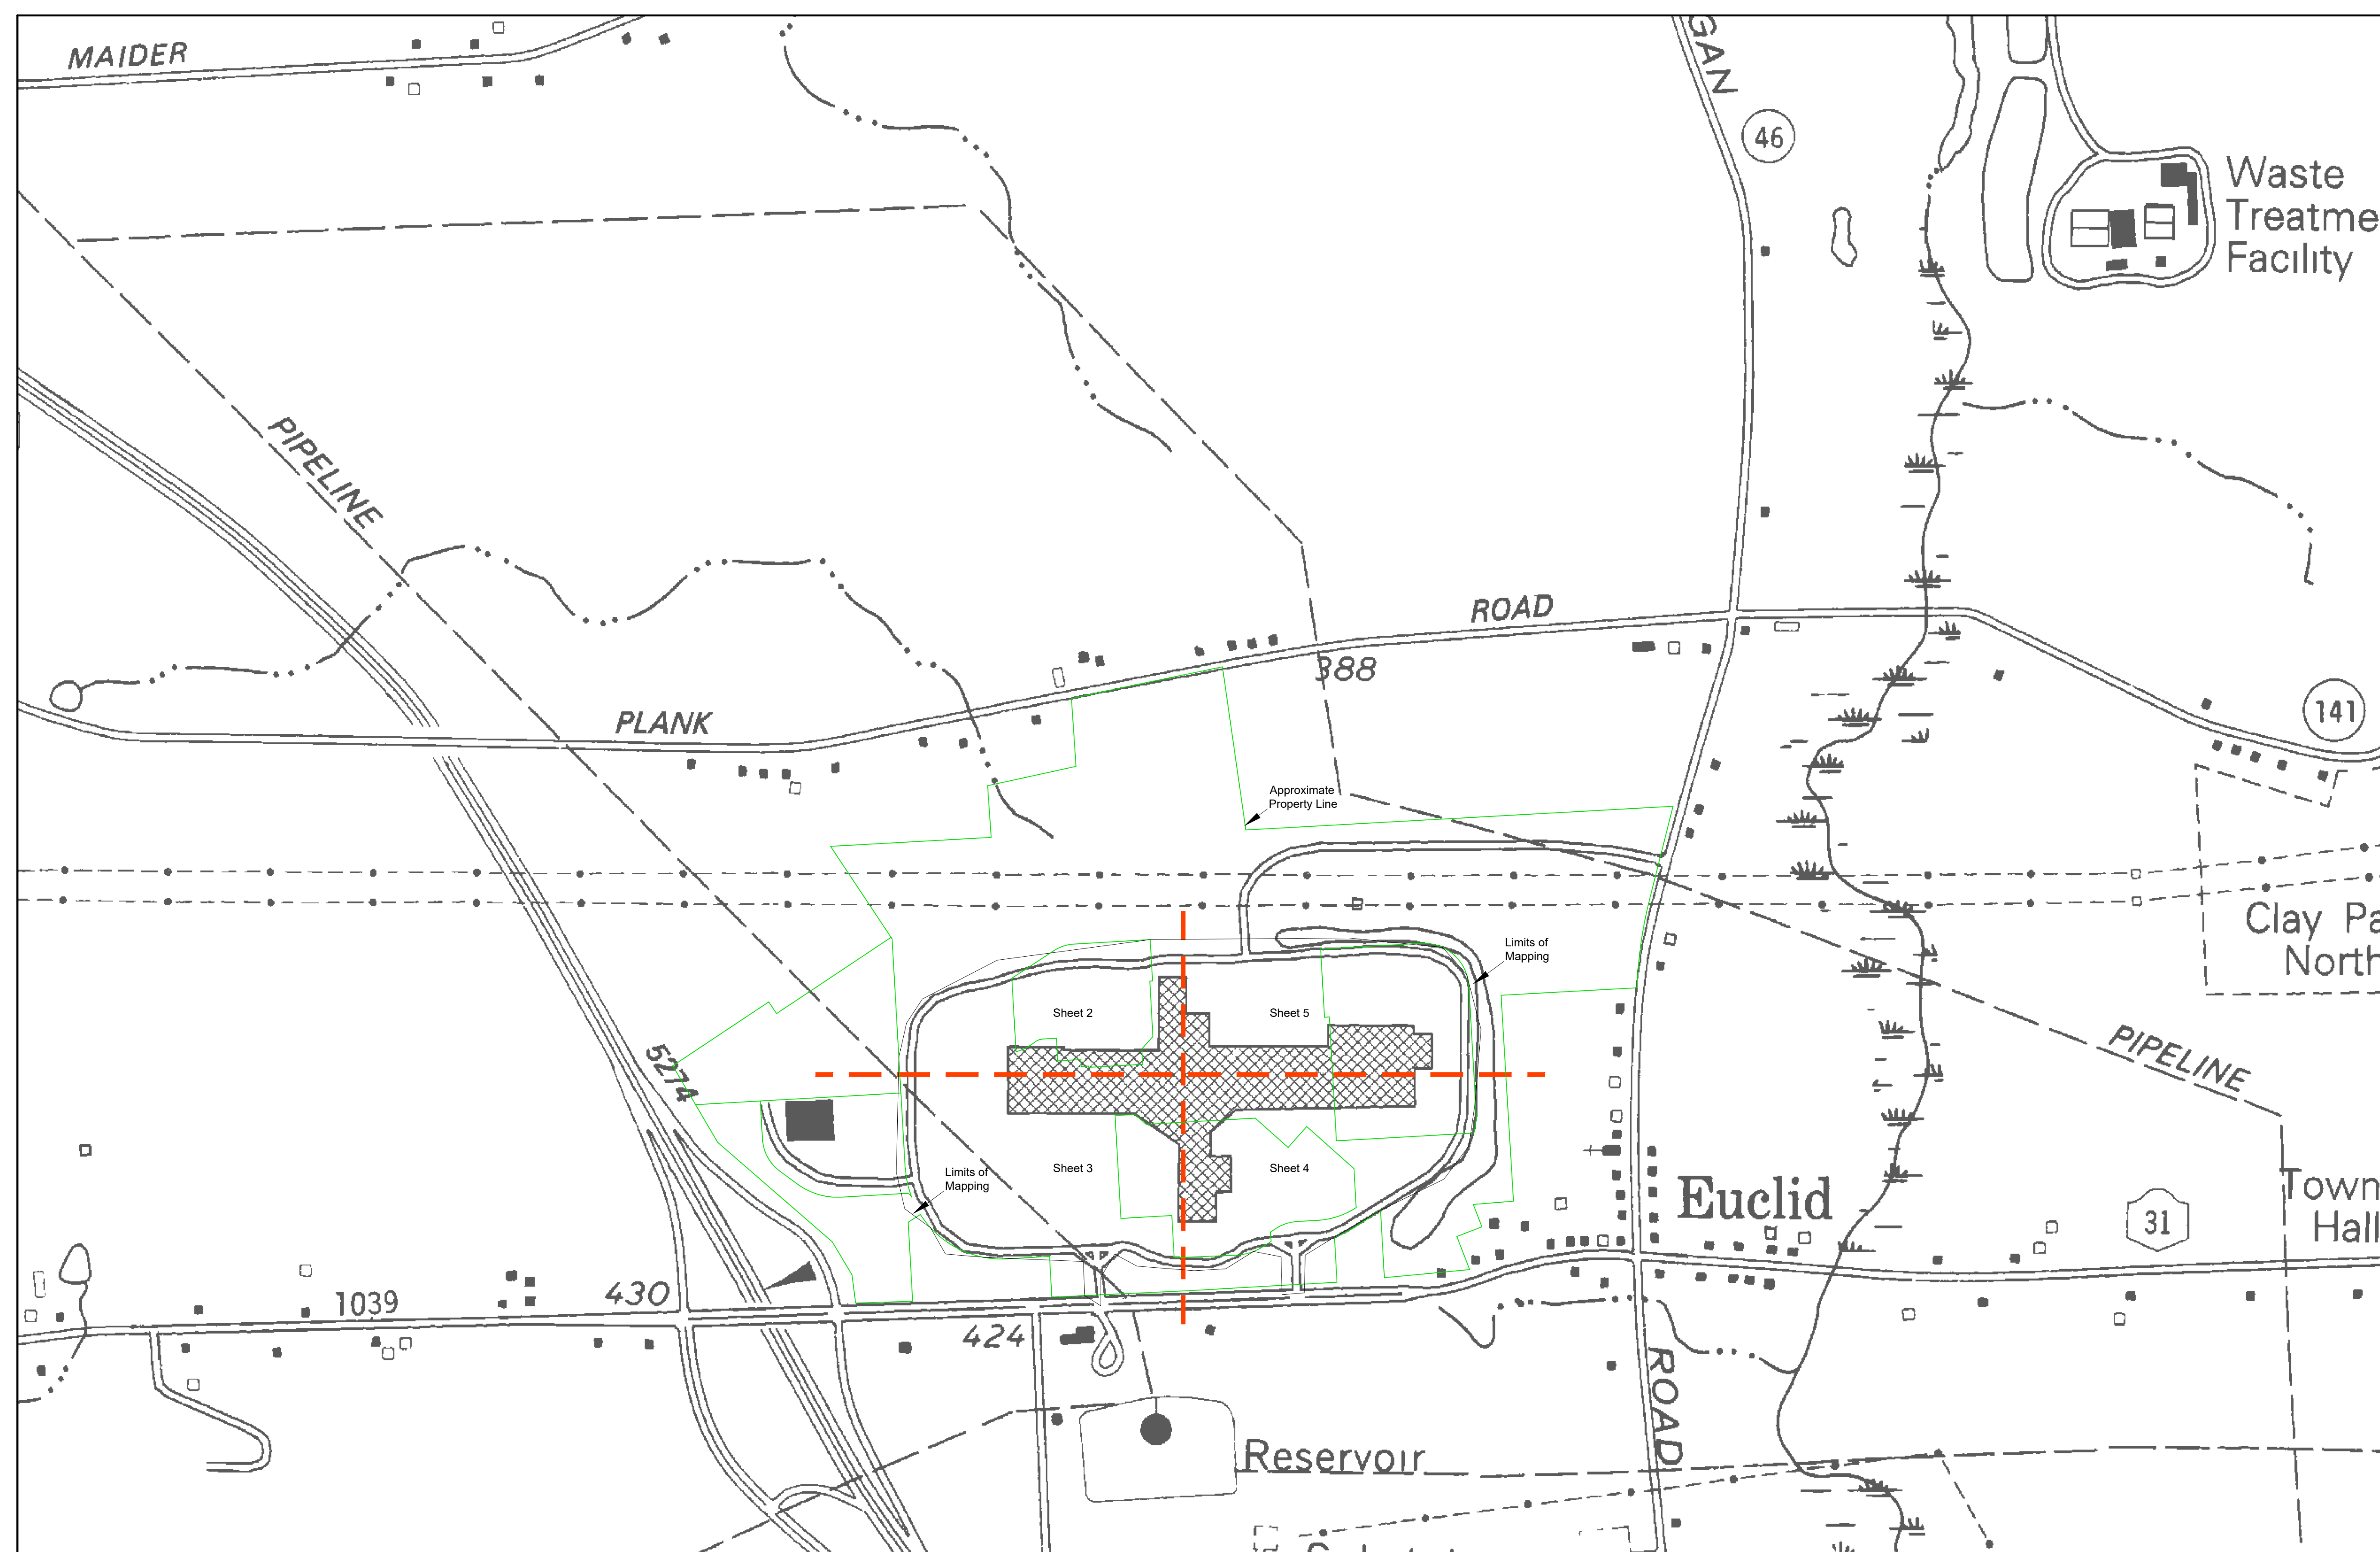 MAIDER
GAN
46
Waste
Treatme
Facility
PIPELINE
ROAD
388
PLANK
141
Approximate
Property Line
Clay Pa
North
Limits of
Mapping
Sheet 2
Sheet 5
5274
PIPELINE
Sheet 3
Sheet 4
Limits of
Mapping
Euclid
Town
Hall
31
1039
430
424
ROAD
Reservoir